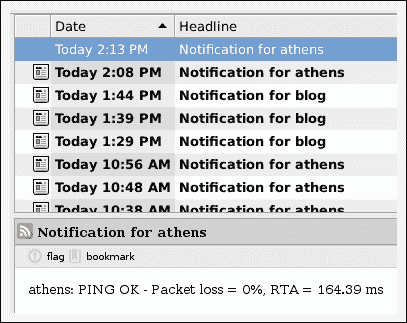 Date Headline
Today 2:13 PM Notification for athens
Today 2:08 PM Notification for athens
Today 1:44 PM Notification for blog
Today 1:39 PM Notification for blog
Today 1:29 PM Notification for blog
Today 10:56 AM Notification for athens
Today 10:48 AM Notification for athens
Today 10:38 AM Notification for athens
Notification for athens
flag bookmark
athens: PING OK - Packet loss = 0%, RTA = 164.39 ms